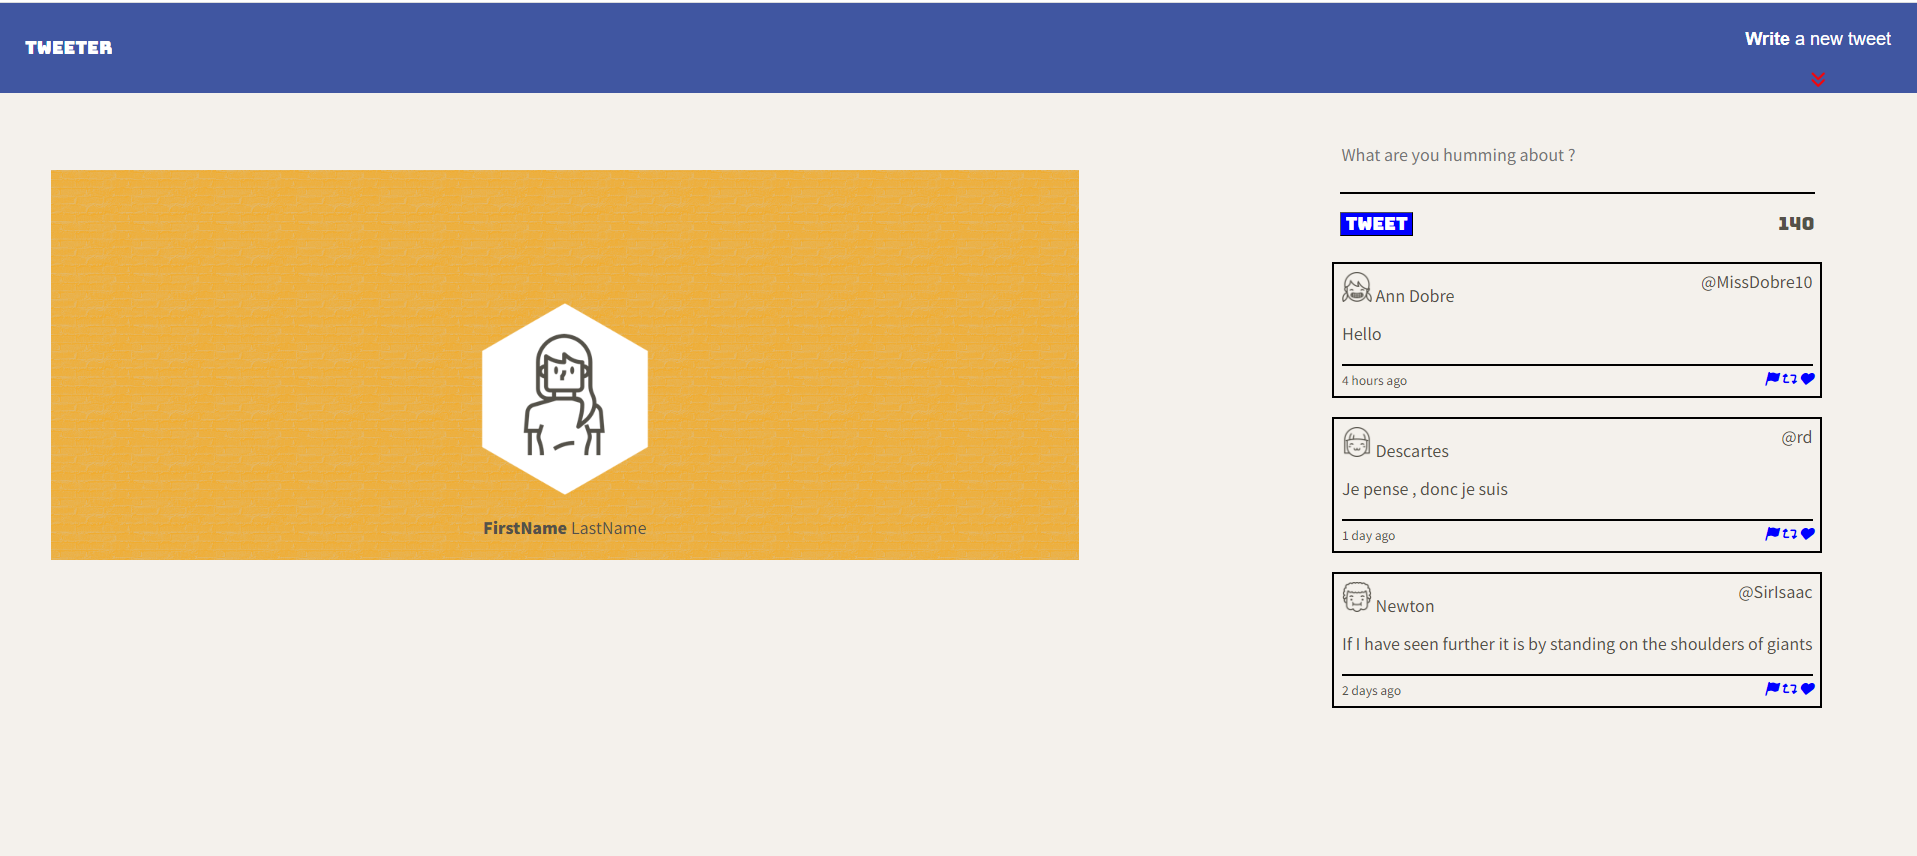 TWEETER
Write a new tweet
FirstName LastName
What are you humming about ?
TWEET 140
Ann Dobre @MissDobre10
Hello
4 hours ago
Descartes @rd
Je pense , donc je suis
1 day ago
Newton @SirIsaac
If I have seen further it is by standing on the shoulders of giants
2 days ago